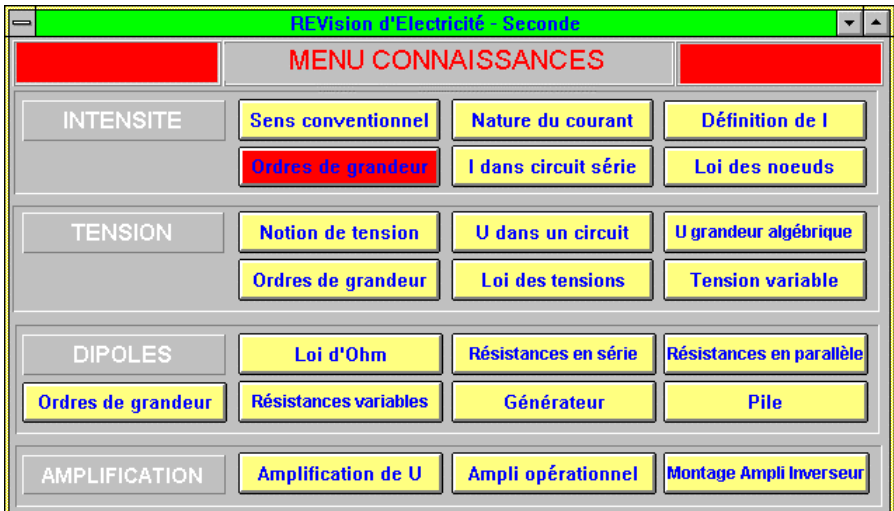 REVision d'Electricité - Seconde
MENU CONNAISSANCES
INTENSITE
Sens conventionnel
Nature du courant
Définition de I
Ordres de grandeur
I dans circuit série
Loi des noeuds
TENSION
Notion de tension
U dans un circuit
U grandeur algébrique
Ordres de grandeur
Loi des tensions
Tension variable
DIPOLES
Loi d'Ohm
Résistances en série
Résistances en parallèle
Ordres de grandeur
Résistances variables
Générateur
Pile
AMPLIFICATION
Amplification de U
Ampli opérationnel
Montage Ampli Inverseur